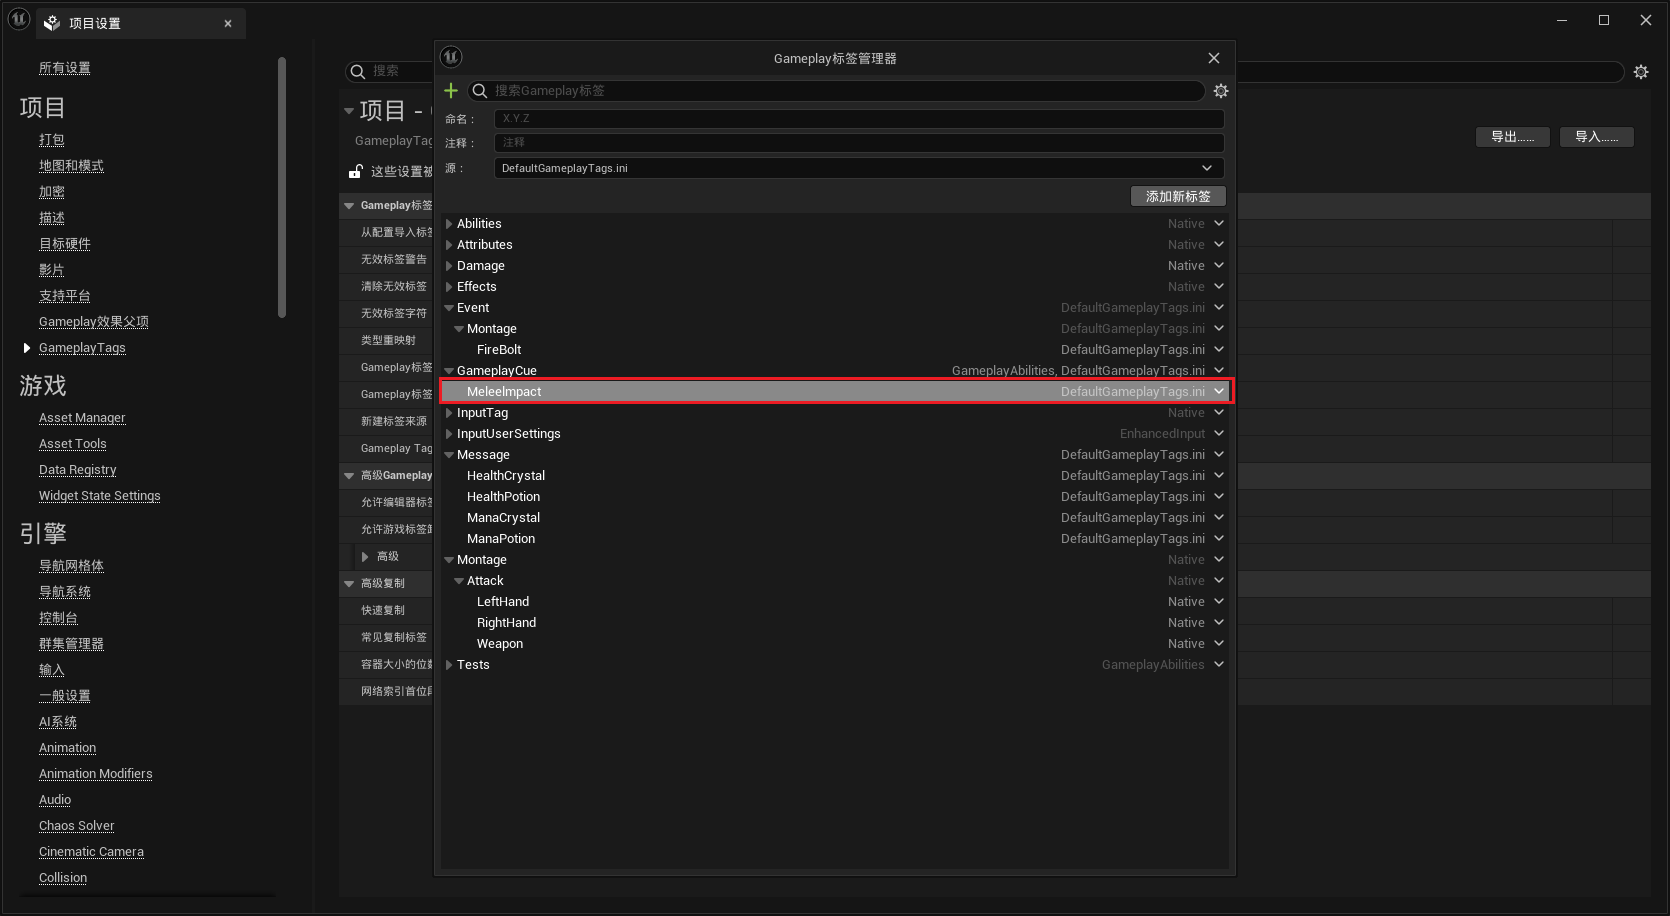 项目设置
所有设置
项目
打包
地图和模式
加密
描述
目标硬件
影片
支持平台
Gameplay效果父项
GameplayTags
游戏
Asset Manager
Asset Tools
Data Registry
Widget State Settings
引擎
导航网格体
导航系统
控制台
群集管理器
输入
一般设置
AI系统
Animation
Animation Modifiers
Audio
Chaos Solver
Cinematic Camera
Collision
搜索
项目 -
GameplayTag
这些设置被
导出......
导入......
Gameplay标签
从配置导入标签
无效标签警告
清除无效标签
无效标签字符
类型重映射
Gameplay标签
Gameplay标签
新建标签来源
Gameplay Tag
高级Gameplay
允许编辑器标签
允许游戏标签卸
高级
高级复制
快速复制
常见复制标签
容器大小的位数
网络索引首位段
Gameplay标签管理器
搜索Gameplay标签
命名： X.Y.Z
注释： 注释
源： DefaultGameplayTags.ini
添加新标签
Abilities Native
Attributes Native
Damage Native
Effects Native
Event DefaultGameplayTags.ini
Montage DefaultGameplayTags.ini
FireBolt DefaultGameplayTags.ini
GameplayCue GameplayAbilities, DefaultGameplayTags.ini
MeleeImpact DefaultGameplayTags.ini
InputTag Native
InputUserSettings EnhancedInput
Message DefaultGameplayTags.ini
HealthCrystal DefaultGameplayTags.ini
HealthPotion DefaultGameplayTags.ini
ManaCrystal DefaultGameplayTags.ini
ManaPotion DefaultGameplayTags.ini
Montage Native
Attack Native
LeftHand Native
RightHand Native
Weapon Native
Tests GameplayAbilities